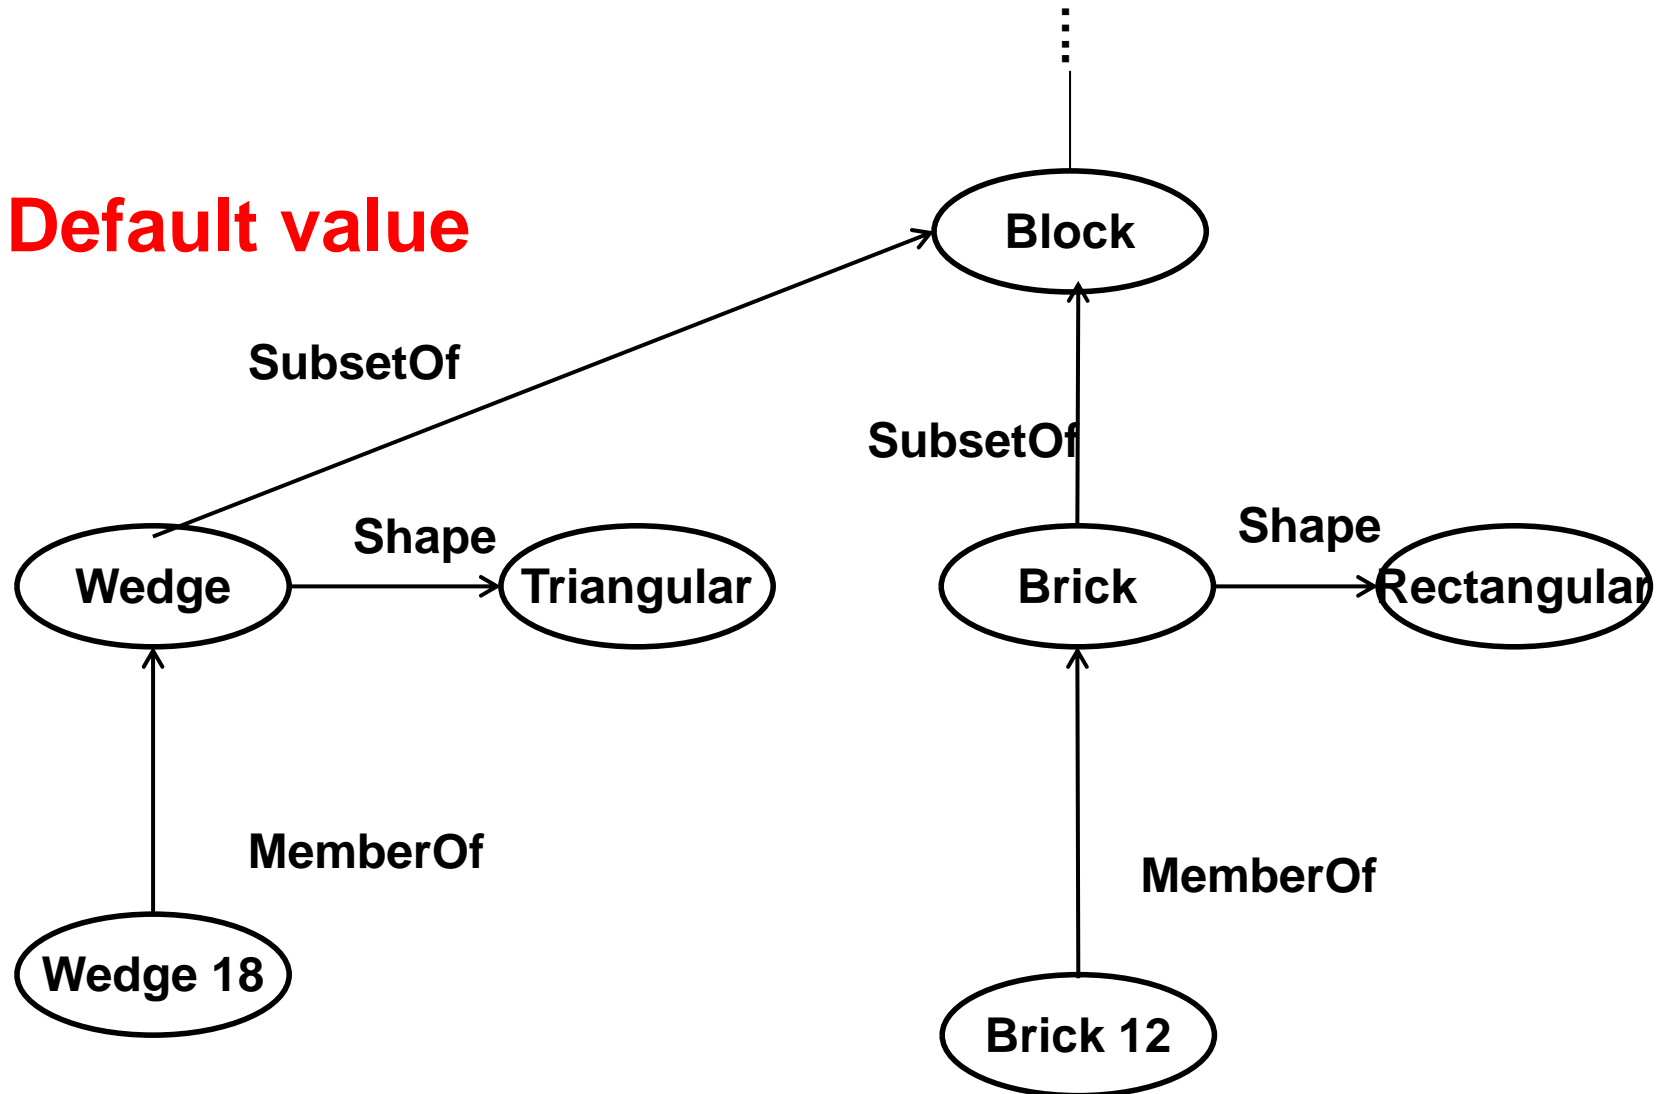 Default value
Block
SubsetOf
SubsetOf
Shape
Shape
Wedge
Triangular
Brick
Rectangular
MemberOf
MemberOf
Wedge 18
Brick 12